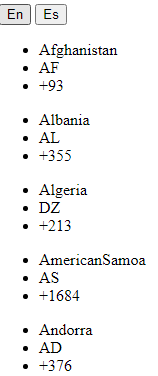 En Es
Afghanistan
AF
+93
Albania
AL
+355
Algeria
DZ
+213
AmericanSamoa
AS
+1684
Andorra
AD
+376